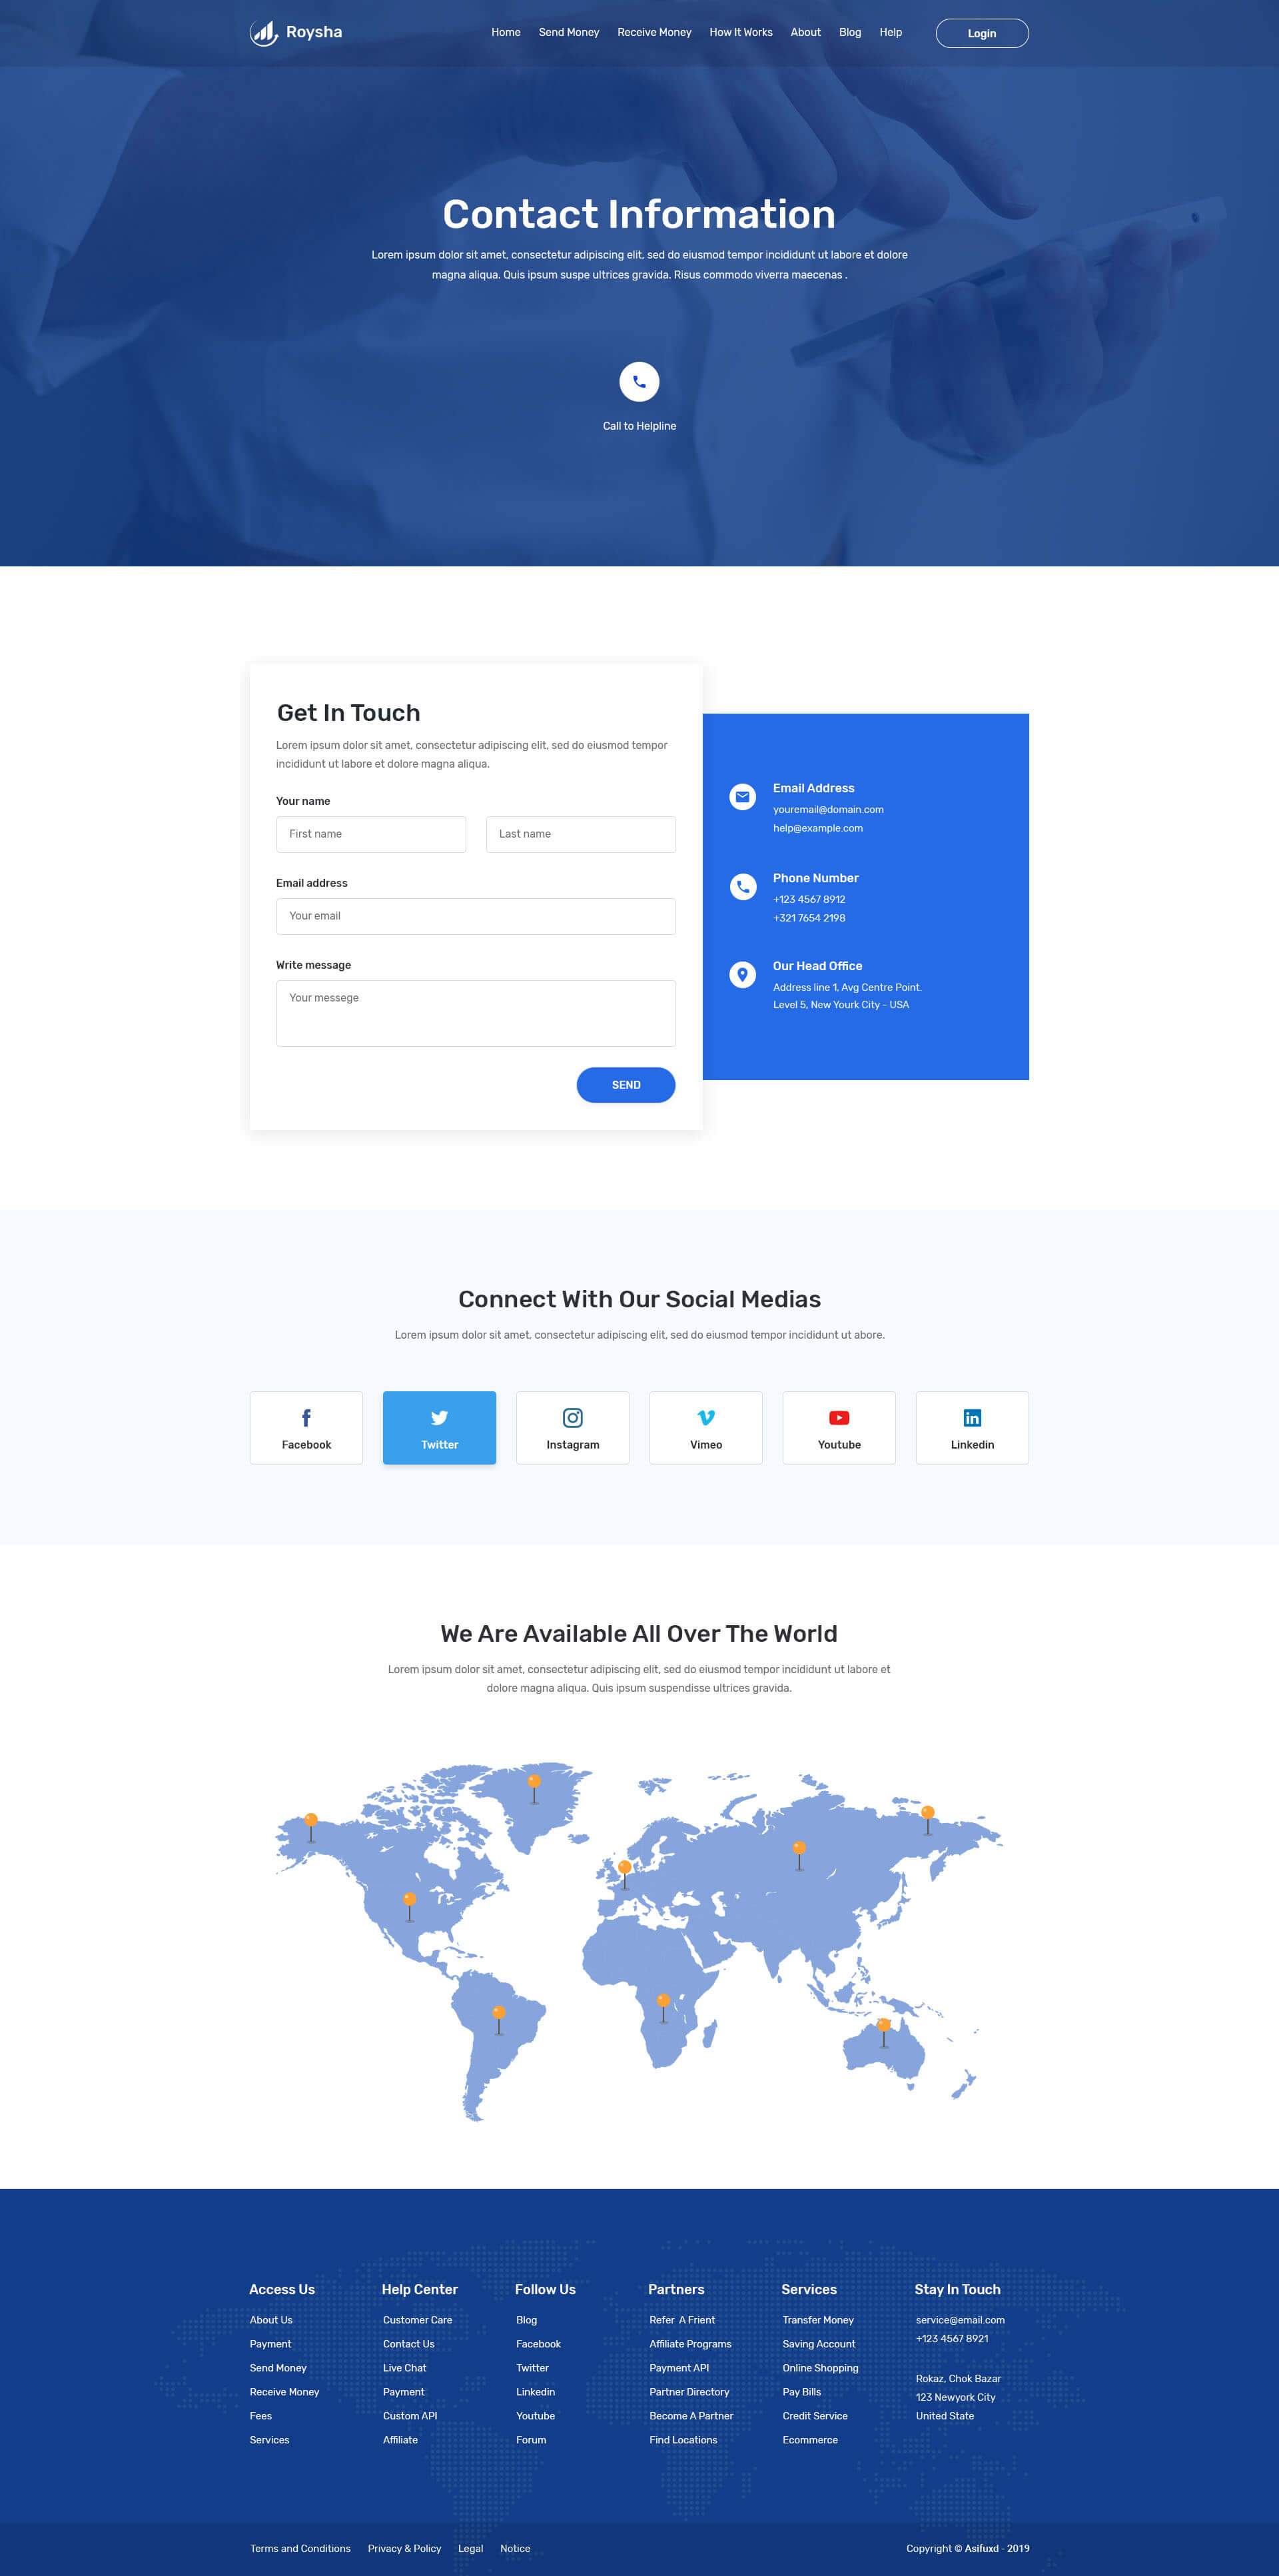 Roysha
Home Send Money Receive Money How It Works About Blog Help Login
Contact Information
Lorem ipsum dolor sit amet, consectetur adipiscing elit, sed do eiusmod tempor incididunt ut labore et dolore
magna aliqua. Quis ipsum suspe ultrices gravida. Risus commodo viverra maecenas .
Call to Helpline
Get In Touch
Lorem ipsum dolor sit amet, consectetur adipiscing elit, sed do eiusmod tempor
incididunt ut labore et dolore magna aliqua.
Your name
First name Last name
Email address
Your email
Write message
Your messege
SEND
Email Address
youremail@domain.com
help@example.com
Phone Number
+123 4567 8912
+321 7654 2198
Our Head Office
Address line 1, Avg Centre Point.
Level 5, New Yourk City - USA
Connect With Our Social Medias
Lorem ipsum dolor sit amet, consectetur adipiscing elit, sed do eiusmod tempor incididunt ut abore.
Facebook Twitter Instagram Vimeo Youtube Linkedin
We Are Available All Over The World
Lorem ipsum dolor sit amet, consectetur adipiscing elit, sed do eiusmod tempor incididunt ut labore et
dolore magna aliqua. Quis ipsum suspendisse ultrices gravida.
Access Us
About Us
Payment
Send Money
Receive Money
Fees
Services
Help Center
Customer Care
Contact Us
Live Chat
Payment
Custom API
Affiliate
Follow Us
Blog
Facebook
Twitter
Linkedin
Youtube
Forum
Partners
Refer A Frient
Affiliate Programs
Payment API
Partner Directory
Become A Partner
Find Locations
Services
Transfer Money
Saving Account
Online Shopping
Pay Bills
Credit Service
Ecommerce
Stay In Touch
service@email.com
+123 4567 8921
Rokaz, Chok Bazar
123 Newyork City
United State
Terms and Conditions Privacy & Policy Legal Notice Copyright © Asifuxd - 2019